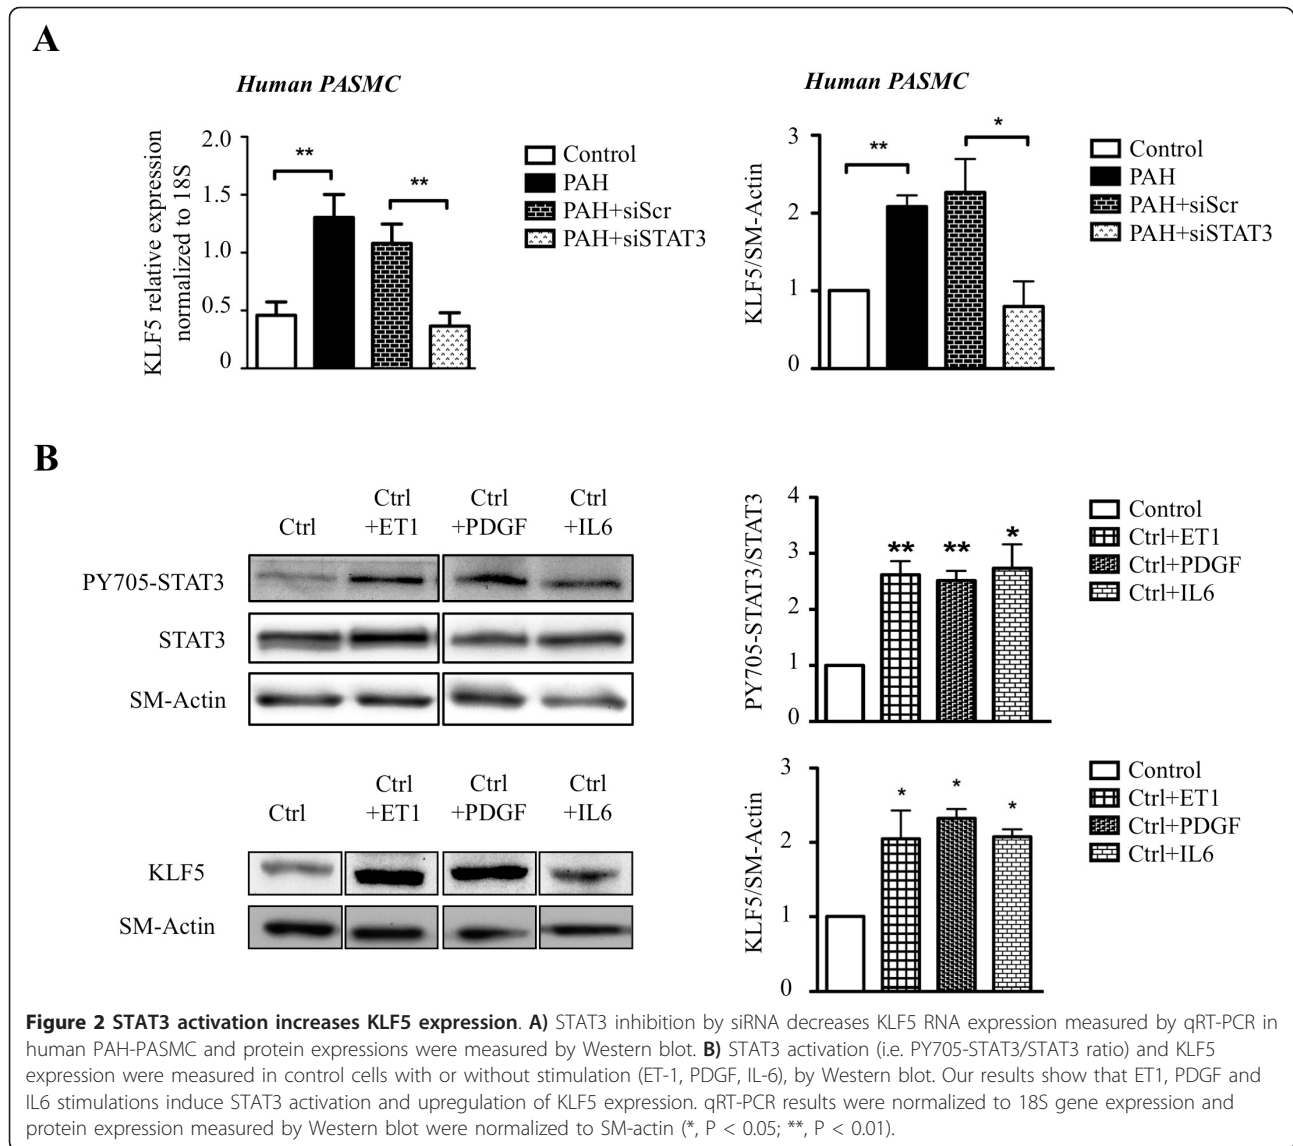 A
Human PASMC
KLF5 relative expression
normalized to 18S
2.0
1.5
1.0
0.5
0
**
**
Control
PAH
PAH+siScr
PAH+siSTAT3
Human PASMC
KLF5/SM-Actin
3
2
1
0
**
*
Control
PAH
PAH+siScr
PAH+siSTAT3
B
Ctrl
Ctrl
+ET1
Ctrl
+PDGF
Ctrl
+IL6
PY705-STAT3
STAT3
SM-Actin
PY705-STAT3/STAT3
4
3
2
1
0
**
**
*
Control
Ctrl+ET1
Ctrl+PDGF
Ctrl+IL6
Ctrl
Ctrl
+ET1
Ctrl
+PDGF
Ctrl
+IL6
KLF5
SM-Actin
KLF5/SM-Actin
3
2
1
0
*
*
*
Control
Ctrl+ET1
Ctrl+PDGF
Ctrl+IL6
Figure 2 STAT3 activation increases KLF5 expression. A) STAT3 inhibition by siRNA decreases KLF5 RNA expression measured by qRT-PCR in
human PAH-PASMC and protein expressions were measured by Western blot. B) STAT3 activation (i.e. PY705-STAT3/STAT3 ratio) and KLF5
expression were measured in control cells with or without stimulation (ET-1, PDGF, IL-6), by Western blot. Our results show that ET1, PDGF and
IL6 stimulations induce STAT3 activation and upregulation of KLF5 expression. qRT-PCR results were normalized to 18S gene expression and
protein expression measured by Western blot were normalized to SM-actin (*, P < 0.05; **, P < 0.01).